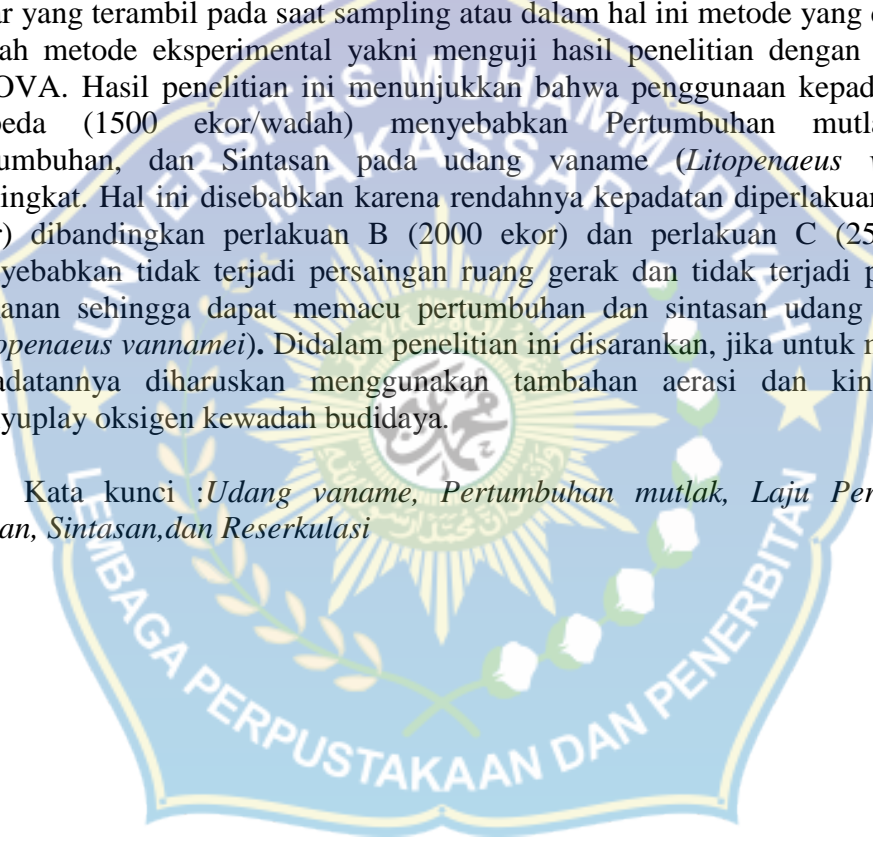 ar yang terambil pada saat sampling atau dalam hal ini metode yang
ah metode eksperimental yakni menguji hasil penelitian dengan
OVA. Hasil penelitian ini menunjukkan bahwa penggunaan kepad
beda (1500 ekor/wadah) menyebabkan Pertumbuhan mutla
umbuhan, dan Sintasan pada udang vaname (Litopenaeus v
ingkat. Hal ini disebabkan karena rendahnya kepadatan diperlakuan
r) dibandingkan perlakuan B (2000 ekor) dan perlakuan C (25
yebabkan tidak terjadi persaingan ruang gerak dan tidak terjadi p
anan sehingga dapat memacu pertumbuhan dan sintasan udang
openaeus vannamei). Didalam penelitian ini disarankan, jika untuk
adatannya diharuskan menggunakan tambahan aerasi dan kin
yuplay oksigen kewadah budidaya.
Kata kunci :Udang vaname, Pertumbuhan mutlak, Laju Per
an, Sintasan,dan Reserkulasi
UNIVERSITAS MUHAMMADIYAH
MAKASSAR
LEMBAGA PERPUSTAKAAN DAN PENERBITAN